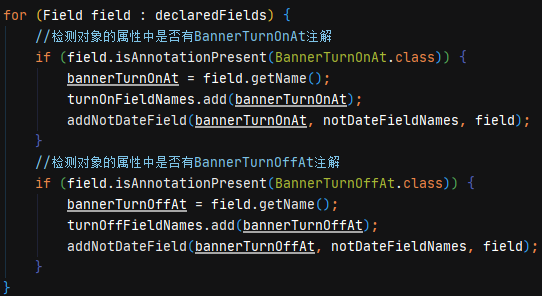 for (Field field : declaredFields) {
    //检测对象的属性中是否有BannerTurnOnAt注解
    if (field.isAnnotationPresent(BannerTurnOnAt.class)) {
        bannerTurnOnAt = field.getName();
        turnOnFieldNames.add(bannerTurnOnAt);
        addNotDateField(bannerTurnOnAt, notDateFieldNames, field);
    }
    //检测对象的属性中是否有BannerTurnOffAt注解
    if (field.isAnnotationPresent(BannerTurnOffAt.class)) {
        bannerTurnOffAt = field.getName();
        turnOffFieldNames.add(bannerTurnOffAt);
        addNotDateField(bannerTurnOffAt, notDateFieldNames, field);
    }
}